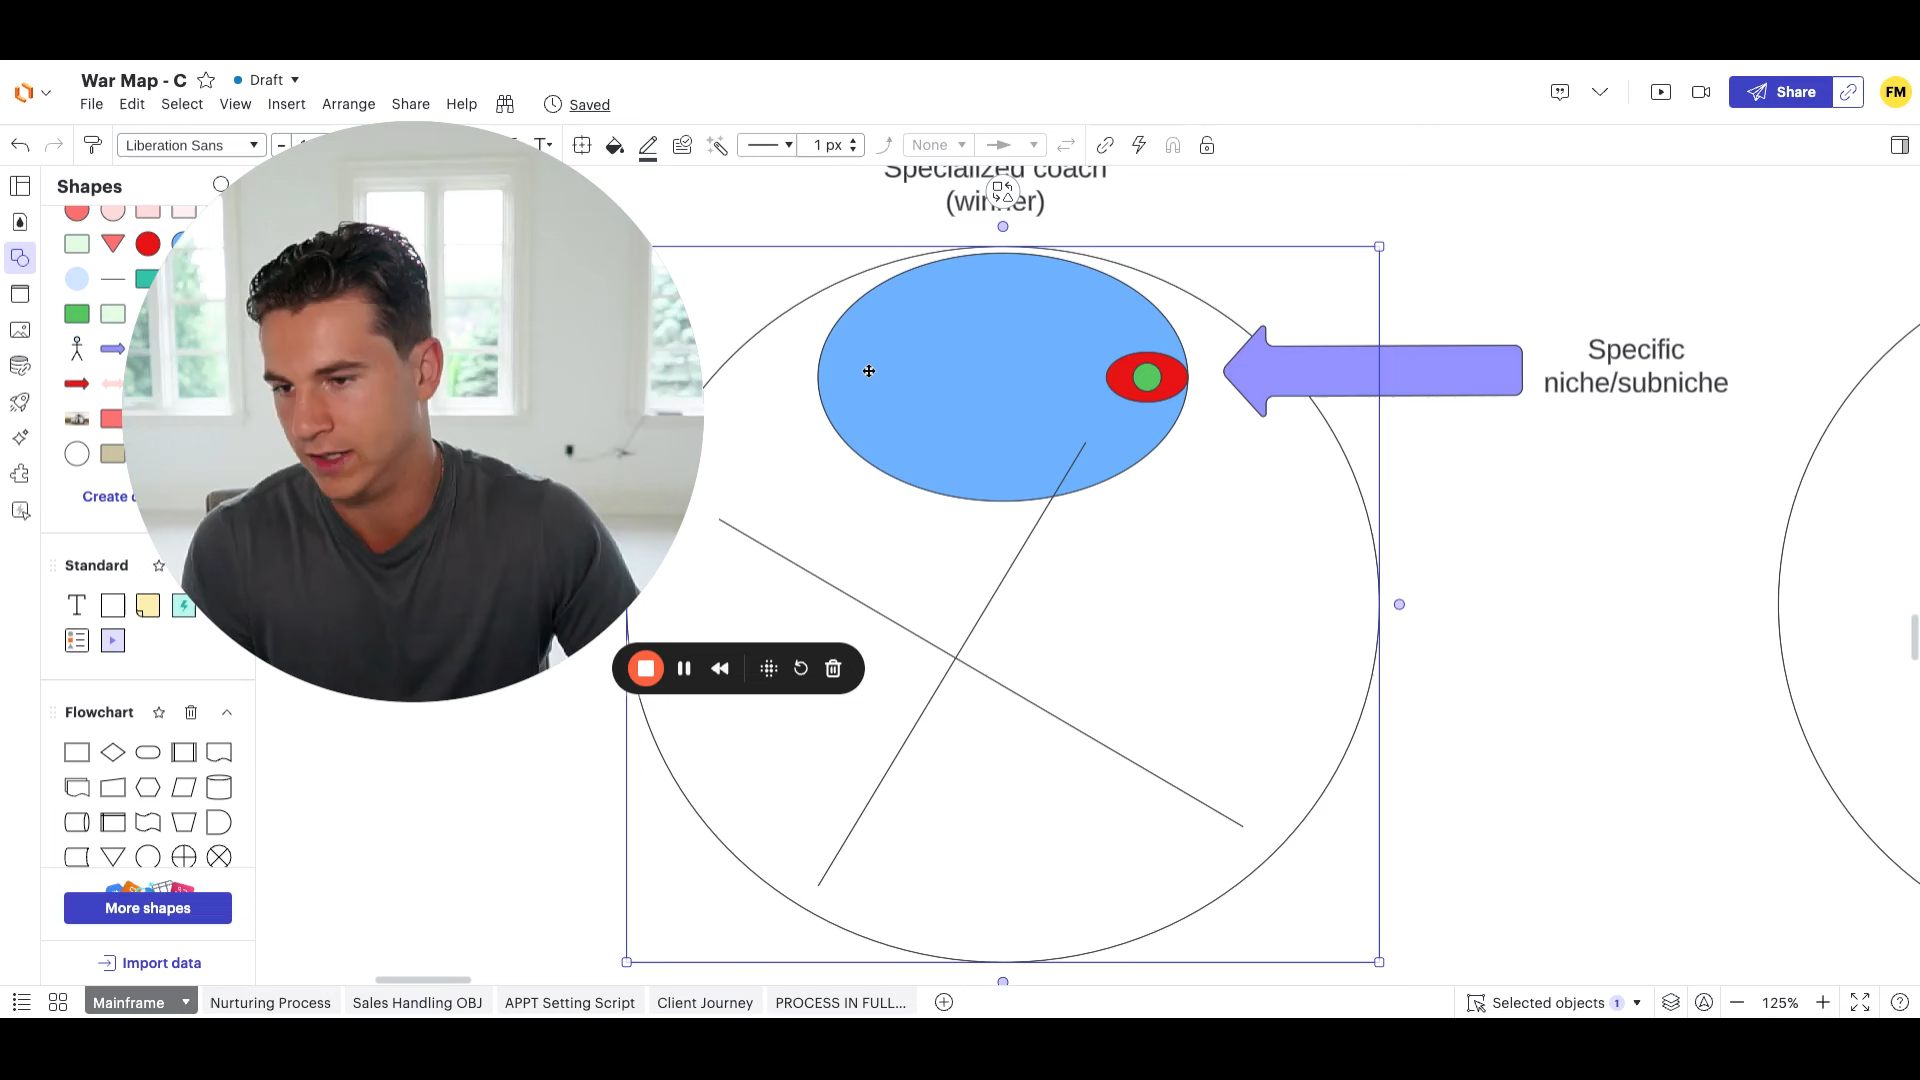 War Map - C
Draft
File Edit Select View Insert Arrange Share Help
Saved
Share
FM
Liberation Sans
T
1 px
None
Shapes
Specialized coach
(winner)
Specific
niche/subniche
Create
Standard
T
Flowchart
More shapes
Import data
Mainframe
Nurturing Process
Sales Handling OBJ
APPT Setting Script
Client Journey
PROCESS IN FULL...
Selected objects 1
125%